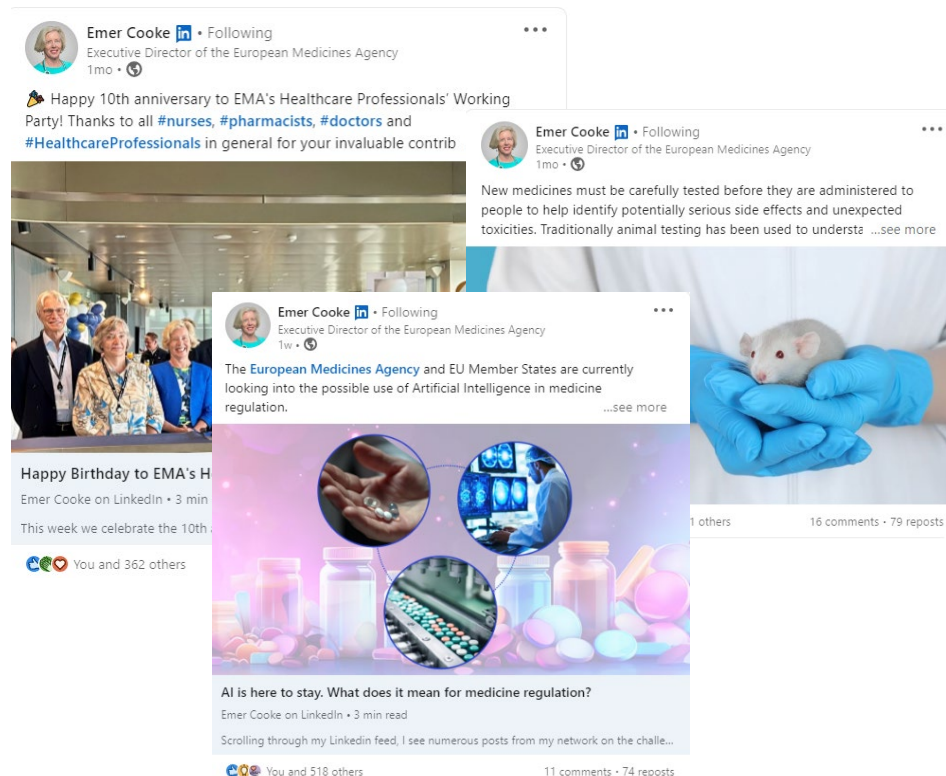 Emer Cooke in • Following
Executive Director of the European Medicines Agency
1mo •
Happy 10th anniversary to EMA's Healthcare Professionals' Working
Party! Thanks to all #nurses, #pharmacists, #doctors and
#HealthcareProfessionals in general for your invaluable contrib
Happy Birthday to EMA's H
Emer Cooke on LinkedIn • 3 min
This week we celebrate the 10th
You and 362 others
Emer Cooke in • Following
Executive Director of the European Medicines Agency
1mo •
New medicines must be carefully tested before they are administered to
people to help identify potentially serious side effects and unexpected
toxicities. Traditionally animal testing has been used to understa ...see more
1 others 16 comments • 79 reposts
Emer Cooke in • Following
Executive Director of the European Medicines Agency
1w •
The European Medicines Agency and EU Member States are currently
looking into the possible use of Artificial Intelligence in medicine
regulation. ...see more
AI is here to stay. What does it mean for medicine regulation?
Emer Cooke on LinkedIn • 3 min read
Scrolling through my Linkedin feed, I see numerous posts from my network on the challe...
You and 518 others 11 comments • 74 reposts